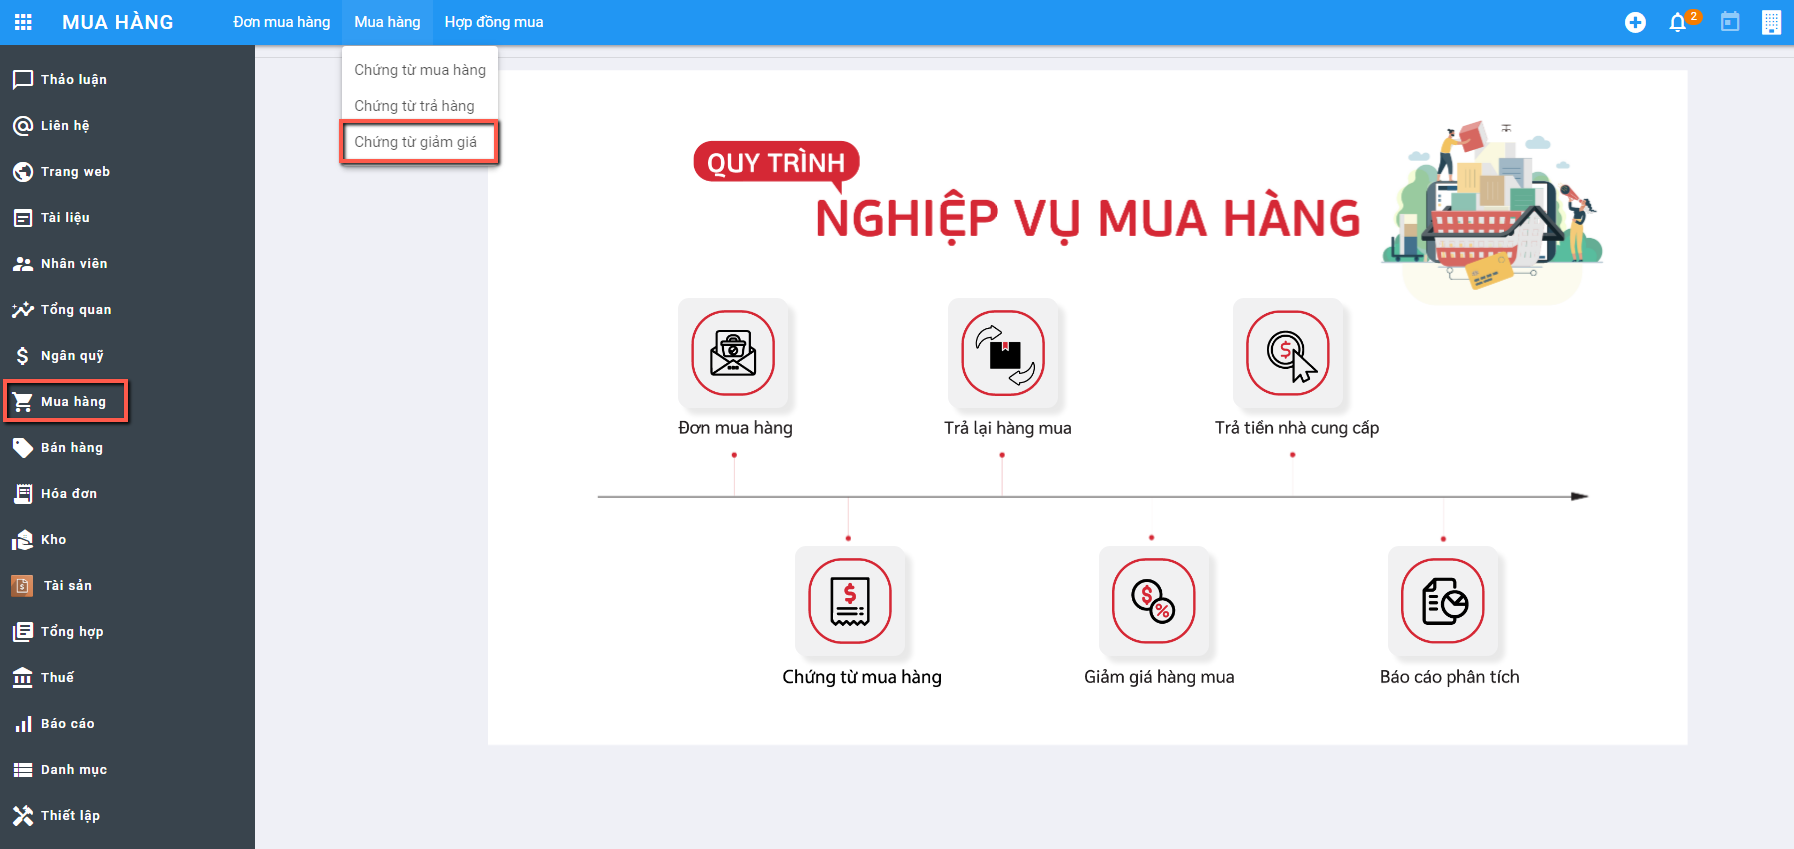 MUA HÀNG
Đơn mua hàng
Mua hàng
Hợp đồng mua
2
Chứng từ mua hàng
Chứng từ trả hàng
Chứng từ giảm giá
Thảo luận
Liên hệ
Trang web
Tài liệu
Nhân viên
Tổng quan
Ngân quỹ
Mua hàng
Bán hàng
Hóa đơn
Kho
Tài sản
Tổng hợp
Thuế
Báo cáo
Danh mục
Thiết lập
QUY TRÌNH
NGHIỆP VỤ MUA HÀNG
Đơn mua hàng
Trả lại hàng mua
Trả tiền nhà cung cấp
Chứng từ mua hàng
Giảm giá hàng mua
Báo cáo phân tích